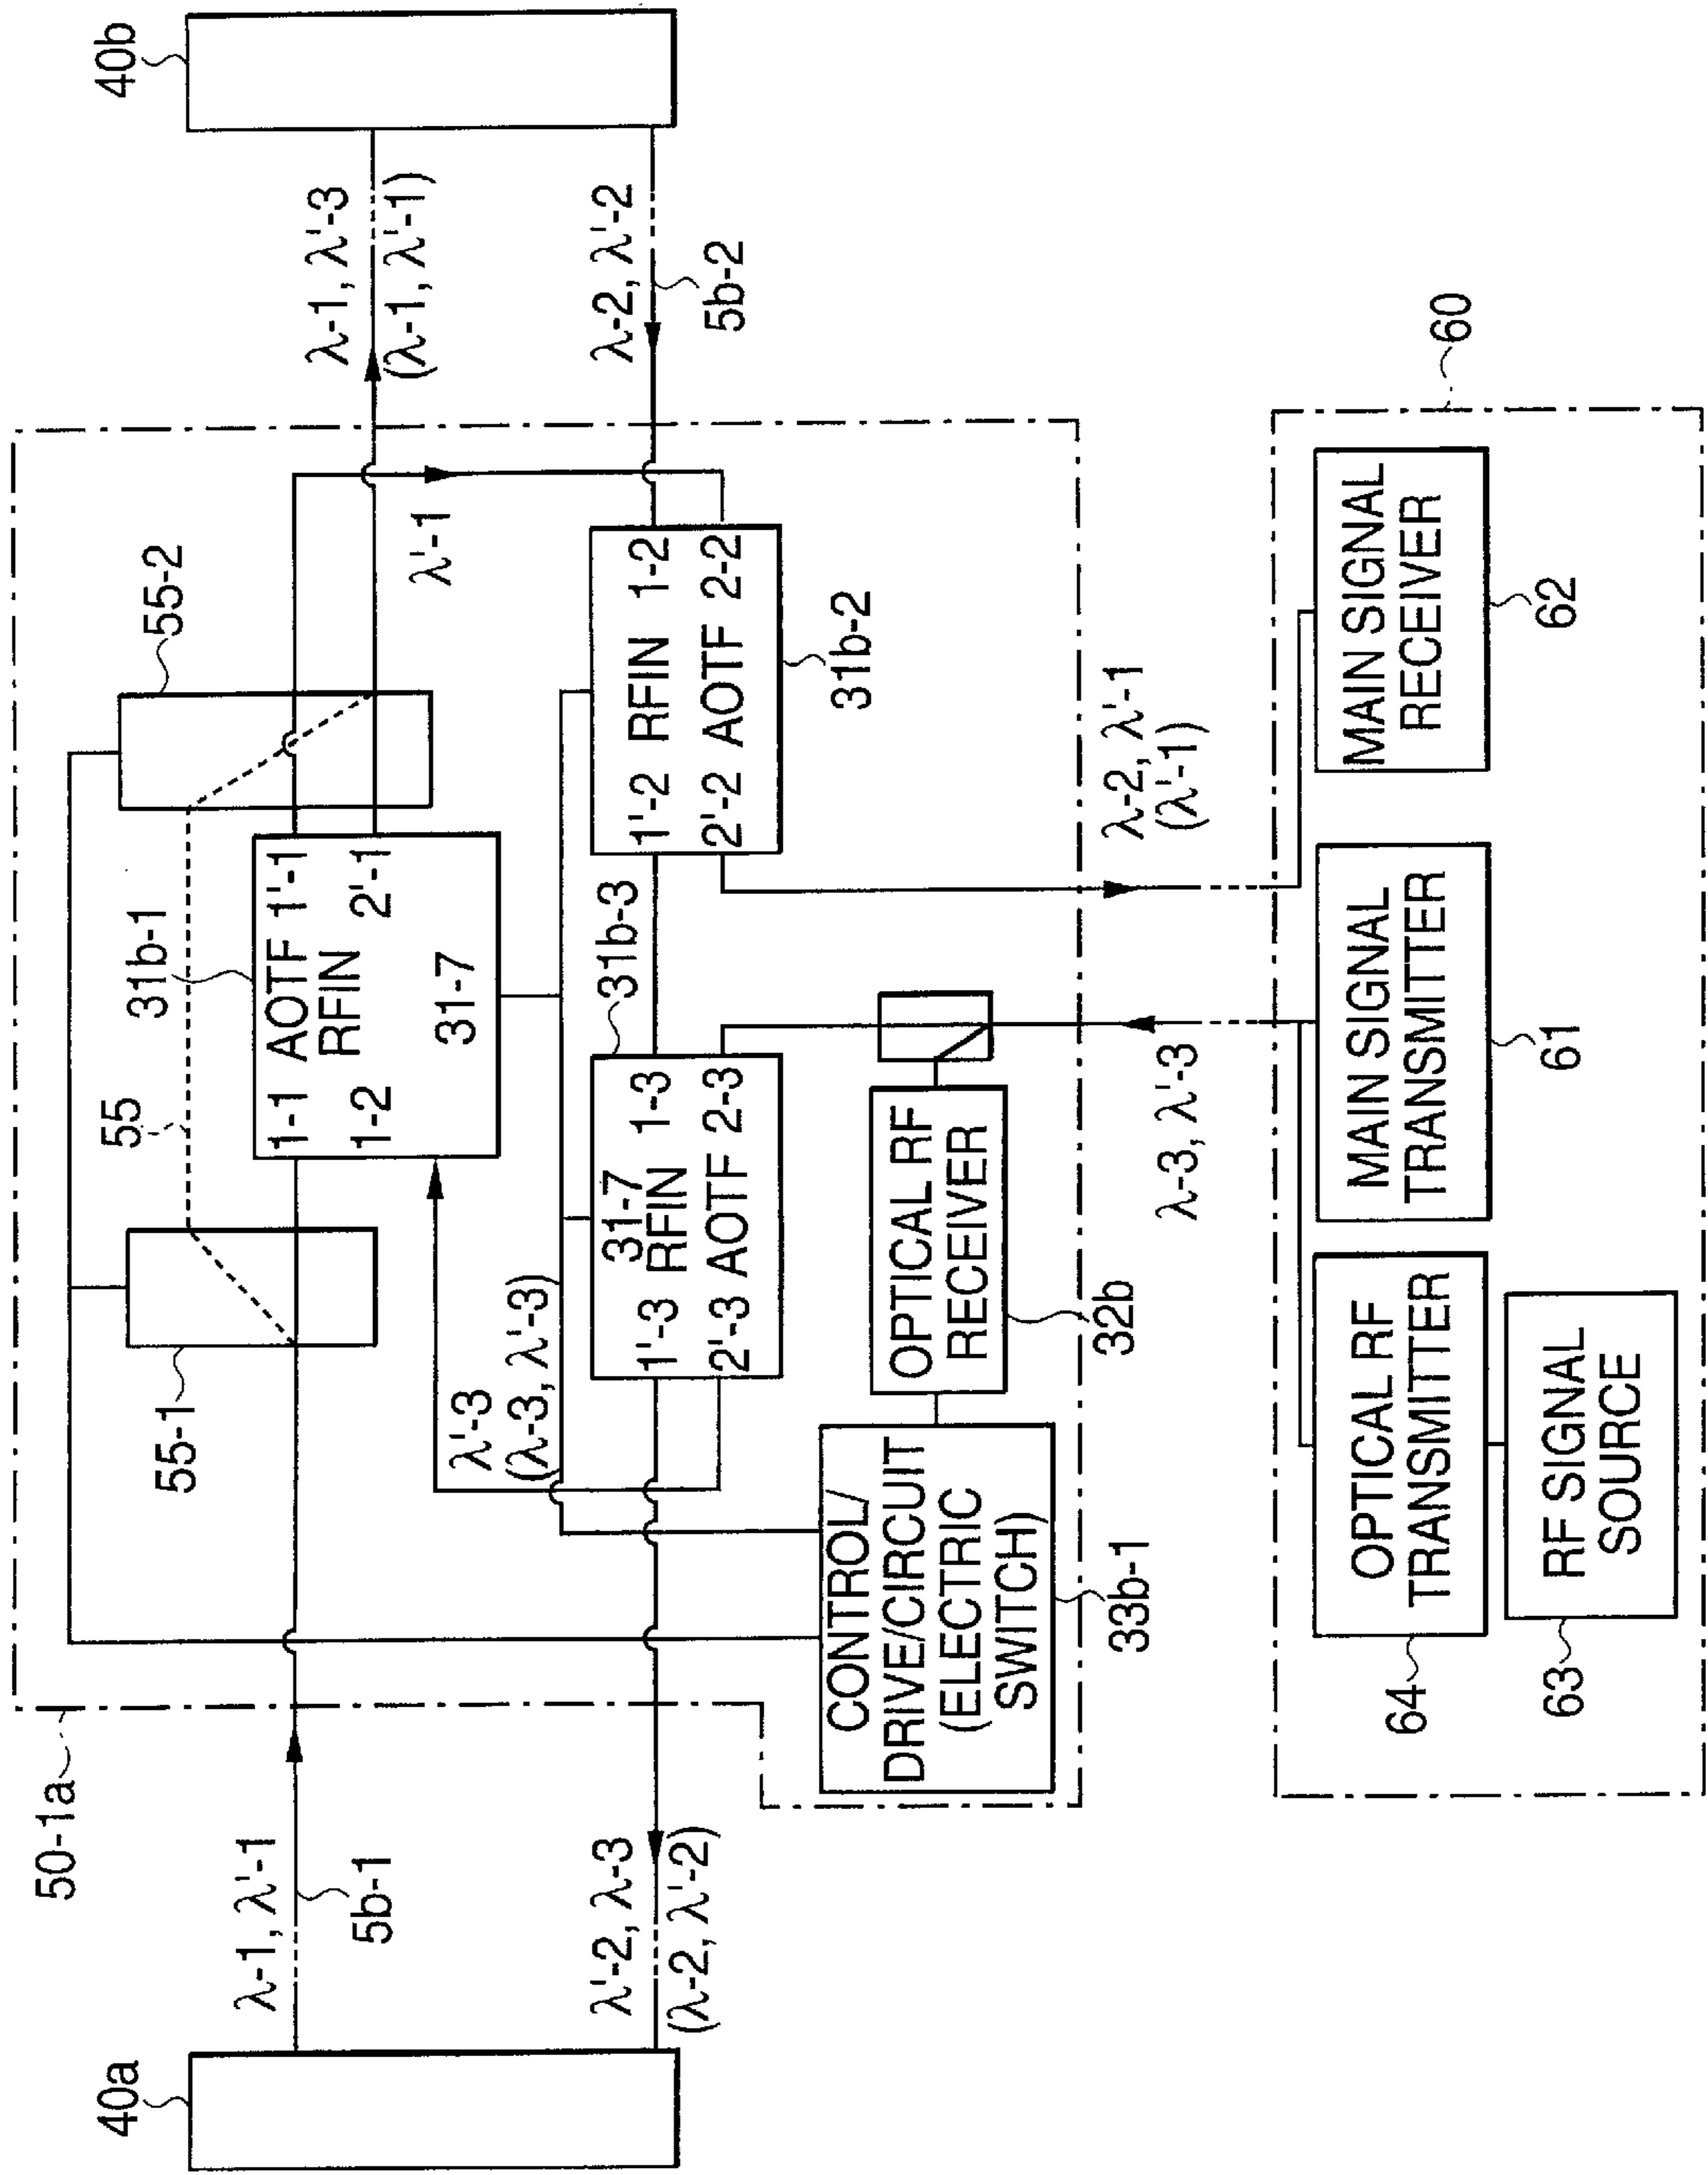 40a
40b
50-1a
λ-1, λ'-1
5b-1
55-1
55
31b-1
55-2
1-1 AOTF 1'-1
RFIN
1-2
2'-1
31-7
λ'-1
λ-1, λ'-3
(λ-1, λ'-1)
λ-2, λ'-2
5b-2
λ'-2, λ-3
(λ-2, λ'-2)
λ'-3
(λ-3, λ'-3)
31b-3
31-7
1'-3 RFIN 1-3
2'-3 AOTF 2-3
1'-2 RFIN 1-2
2'-2 AOTF 2-2
31b-2
CONTROL/
DRIVE/CIRCUIT
(ELECTRIC
SWITCH)
33b-1
OPTICAL RF
RECEIVER
32b
λ-3, λ'-3
λ-2, λ'-1
(λ'-1)
60
OPTICAL RF
TRANSMITTER
64
RF SIGNAL
SOURCE
63
MAIN SIGNAL
TRANSMITTER
61
MAIN SIGNAL
RECEIVER
62